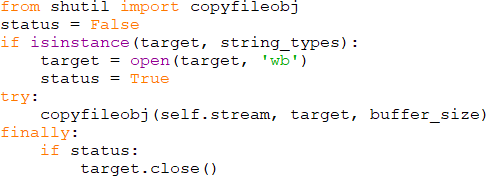 from shutil import copyfileobj
status = False
if isinstance(target, string_types):
    target = open(target, 'wb')
    status = True
try:
    copyfileobj(self.stream, target, buffer_size)
finally:
    if status:
        target.close()